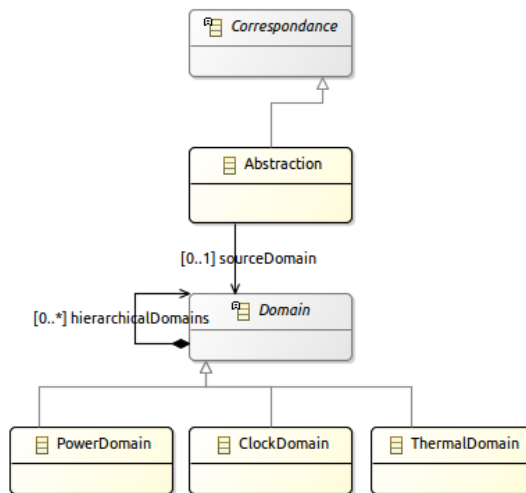 Correspondance
Abstraction
[0..1] sourceDomain
[0..*] hierarchicalDomains
Domain
PowerDomain
ClockDomain
ThermalDomain